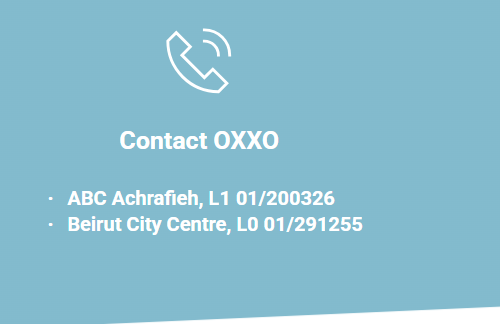 Contact OXXO
· ABC Achrafieh, L1 01/200326
· Beirut City Centre, L0 01/291255